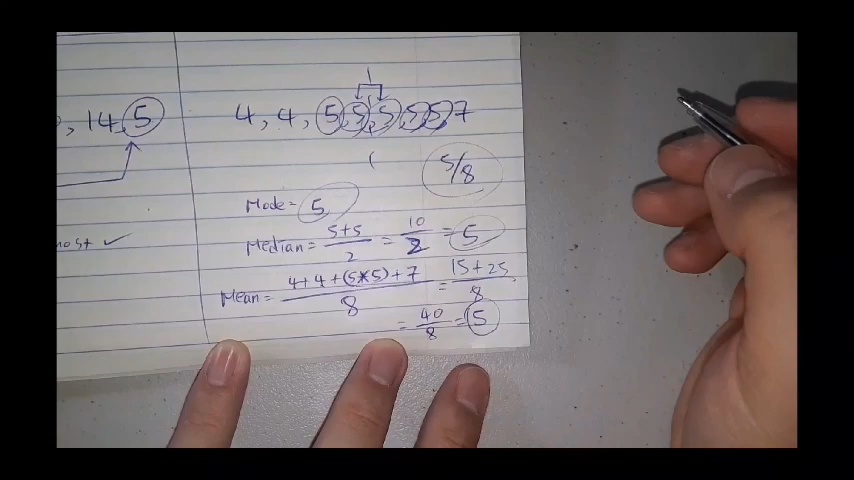 , 14, 5
4, 4, 5, 5, 5, 5, 5 7
5/8
Mode = 5
Median = 5+5/2 = 10/2 = 5
most ✓
Mean = 4+4+(5*5)+7/8 = 15+25/8
= 40/8 = 5